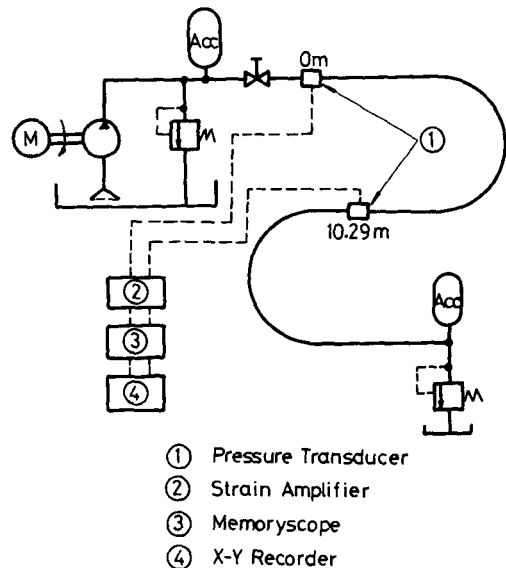 Acc
0m
M
①
10.29m
Acc
②
③
④
① Pressure Transducer
② Strain Amplifier
③ Memoryscope
④ X-Y Recorder